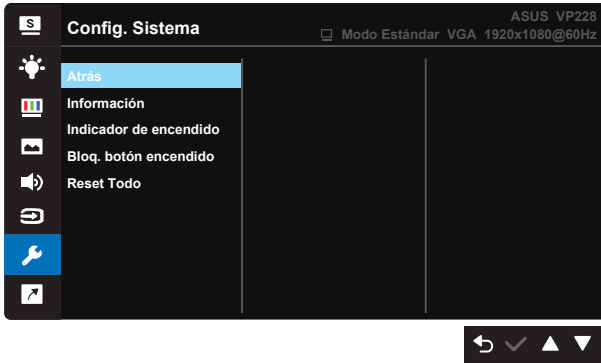 S
Config. Sistema
ASUS VP228
Modo Estándar VGA 1920x1080@60Hz
Atrás
Información
Indicador de encendido
Bloq. botón encendido
Reset Todo